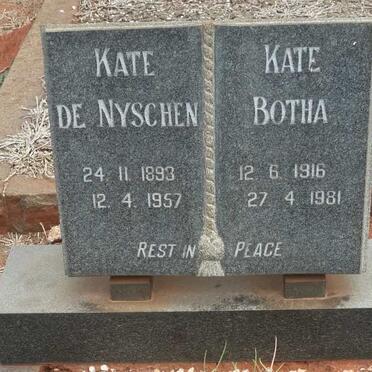 KATE
DE NYSCHEN
24. 11. 1893
12. 4. 1957
KATE
BOTHA
12. 6. 1916
27. 4. 1981
REST IN PEACE